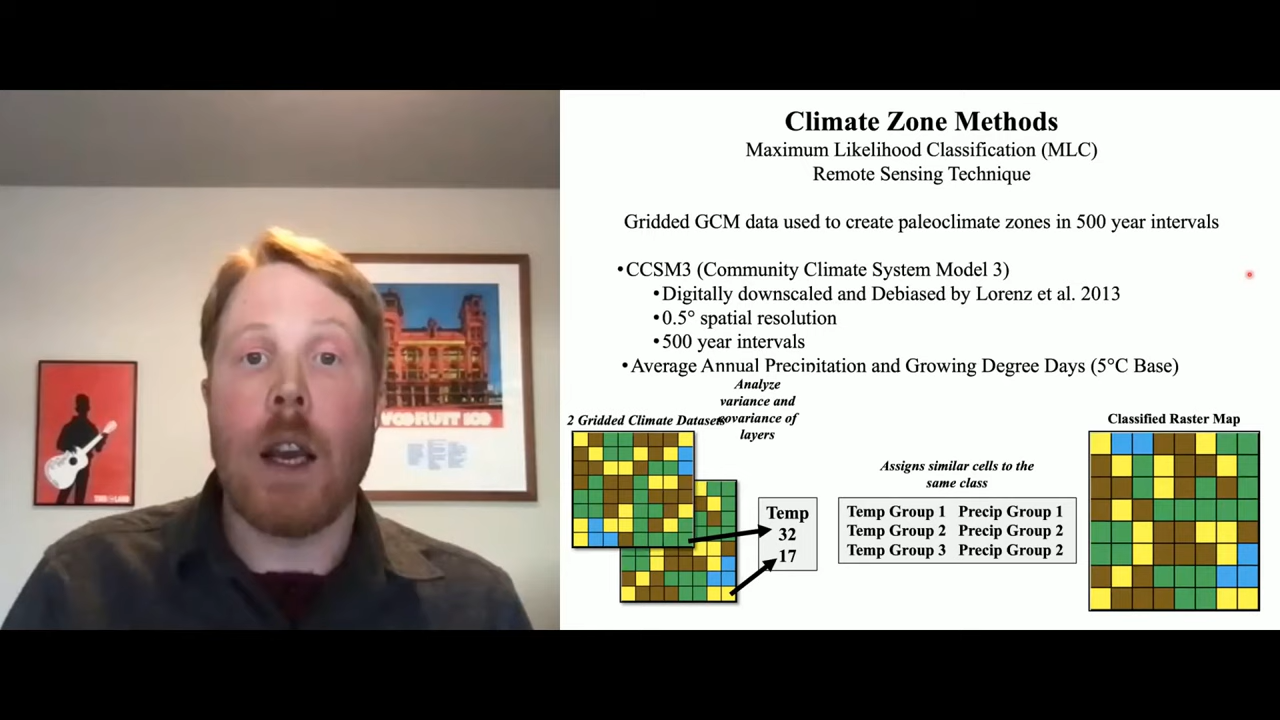 Climate Zone Methods
Maximum Likelihood Classification (MLC)
Remote Sensing Technique
Gridded GCM data used to create paleoclimate zones in 500 year intervals
•CCSM3 (Community Climate System Model 3)
•Digitally downscaled and Debiased by Lorenz et al. 2013
•0.5° spatial resolution
•500 year intervals
•Average Annual Precipitation and Growing Degree Days (5°C Base)
2 Gridded Climate Datasets
Analyze
variance and
covariance of
layers
Temp
32
17
Assigns similar cells to the
same class
Temp Group 1 Precip Group 1
Temp Group 2 Precip Group 2
Temp Group 3 Precip Group 2
Classified Raster Map